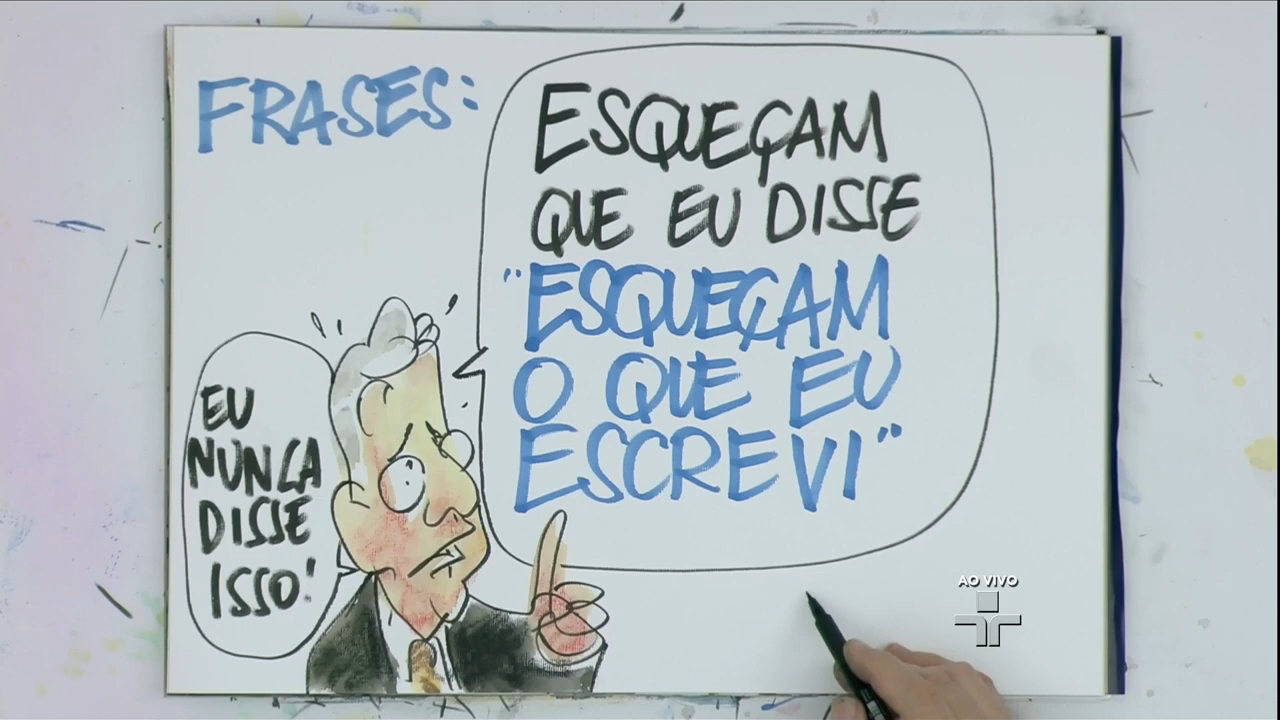 FRASES:
ESQUEÇAM
QUE EU DISSE
"ESQUEÇAM
O QUE EU
ESCREVI"
EU
NUNCA
DISSE
ISSO!
AO VIVO